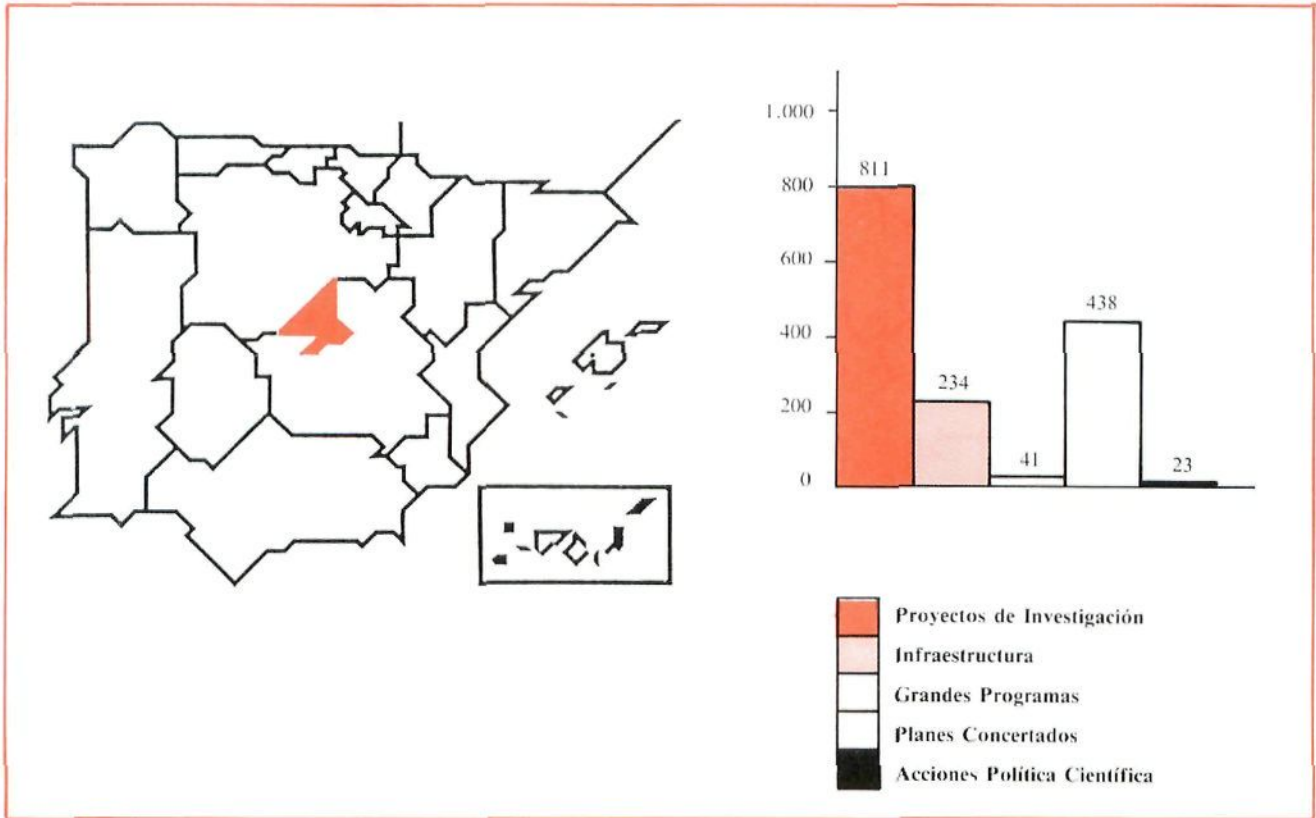 1.000
811
800
600
438
400
234
200
41
23
0
Proyectos de Investigación
Infraestructura
Grandes Programas
Planes Concertados
Acciones Política Científica